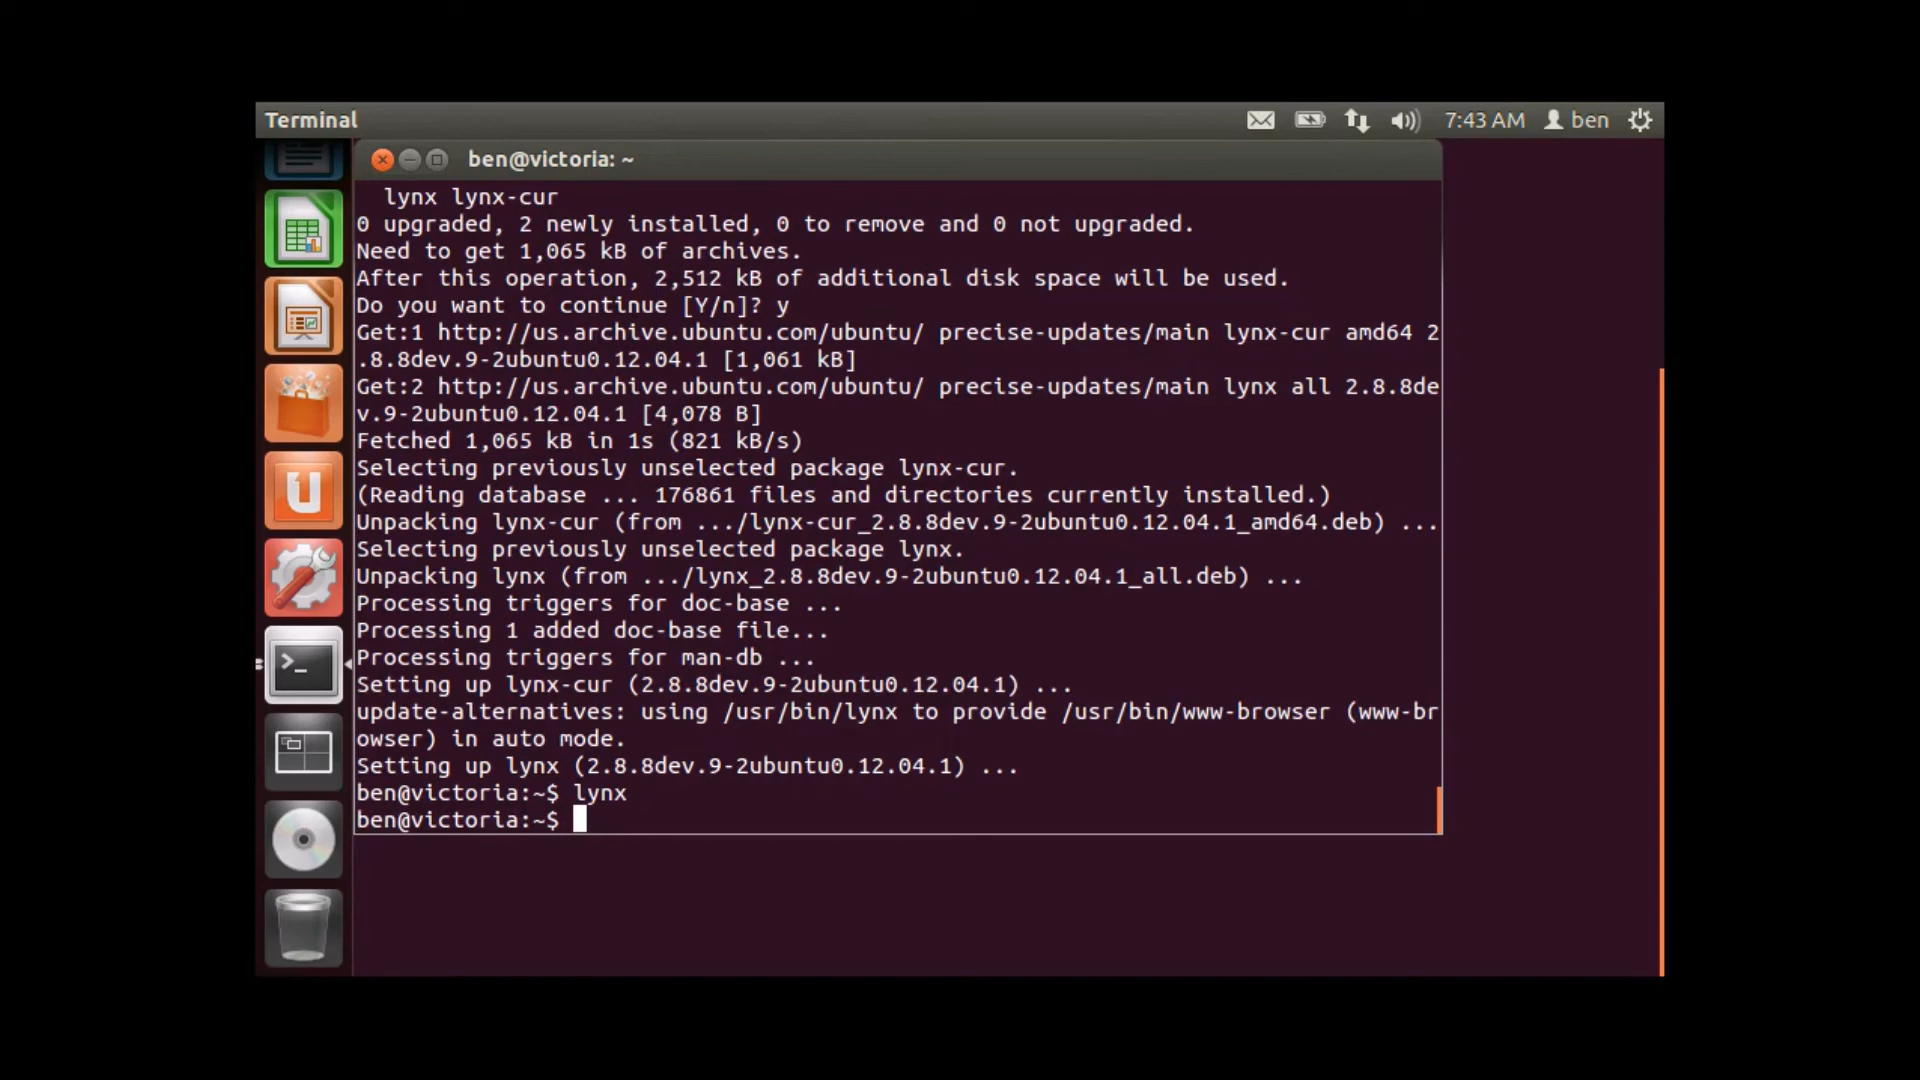 Terminal
7:43 AM
ben
ben@victoria: ~
lynx lynx-cur
0 upgraded, 2 newly installed, 0 to remove and 0 not upgraded.
Need to get 1,065 kB of archives.
After this operation, 2,512 kB of additional disk space will be used.
Do you want to continue [Y/n]? y
Get:1 http://us.archive.ubuntu.com/ubuntu/ precise-updates/main lynx-cur amd64 2
.8.8dev.9-2ubuntu0.12.04.1 [1,061 kB]
Get:2 http://us.archive.ubuntu.com/ubuntu/ precise-updates/main lynx all 2.8.8de
v.9-2ubuntu0.12.04.1 [4,078 B]
Fetched 1,065 kB in 1s (821 kB/s)
Selecting previously unselected package lynx-cur.
(Reading database ... 176861 files and directories currently installed.)
Unpacking lynx-cur (from .../lynx-cur_2.8.8dev.9-2ubuntu0.12.04.1_amd64.deb) ...
Selecting previously unselected package lynx.
Unpacking lynx (from .../lynx_2.8.8dev.9-2ubuntu0.12.04.1_all.deb) ...
Processing triggers for doc-base ...
Processing 1 added doc-base file...
Processing triggers for man-db ...
Setting up lynx-cur (2.8.8dev.9-2ubuntu0.12.04.1) ...
update-alternatives: using /usr/bin/lynx to provide /usr/bin/www-browser (www-br
owser) in auto mode.
Setting up lynx (2.8.8dev.9-2ubuntu0.12.04.1) ...
ben@victoria:~$ lynx
ben@victoria:~$